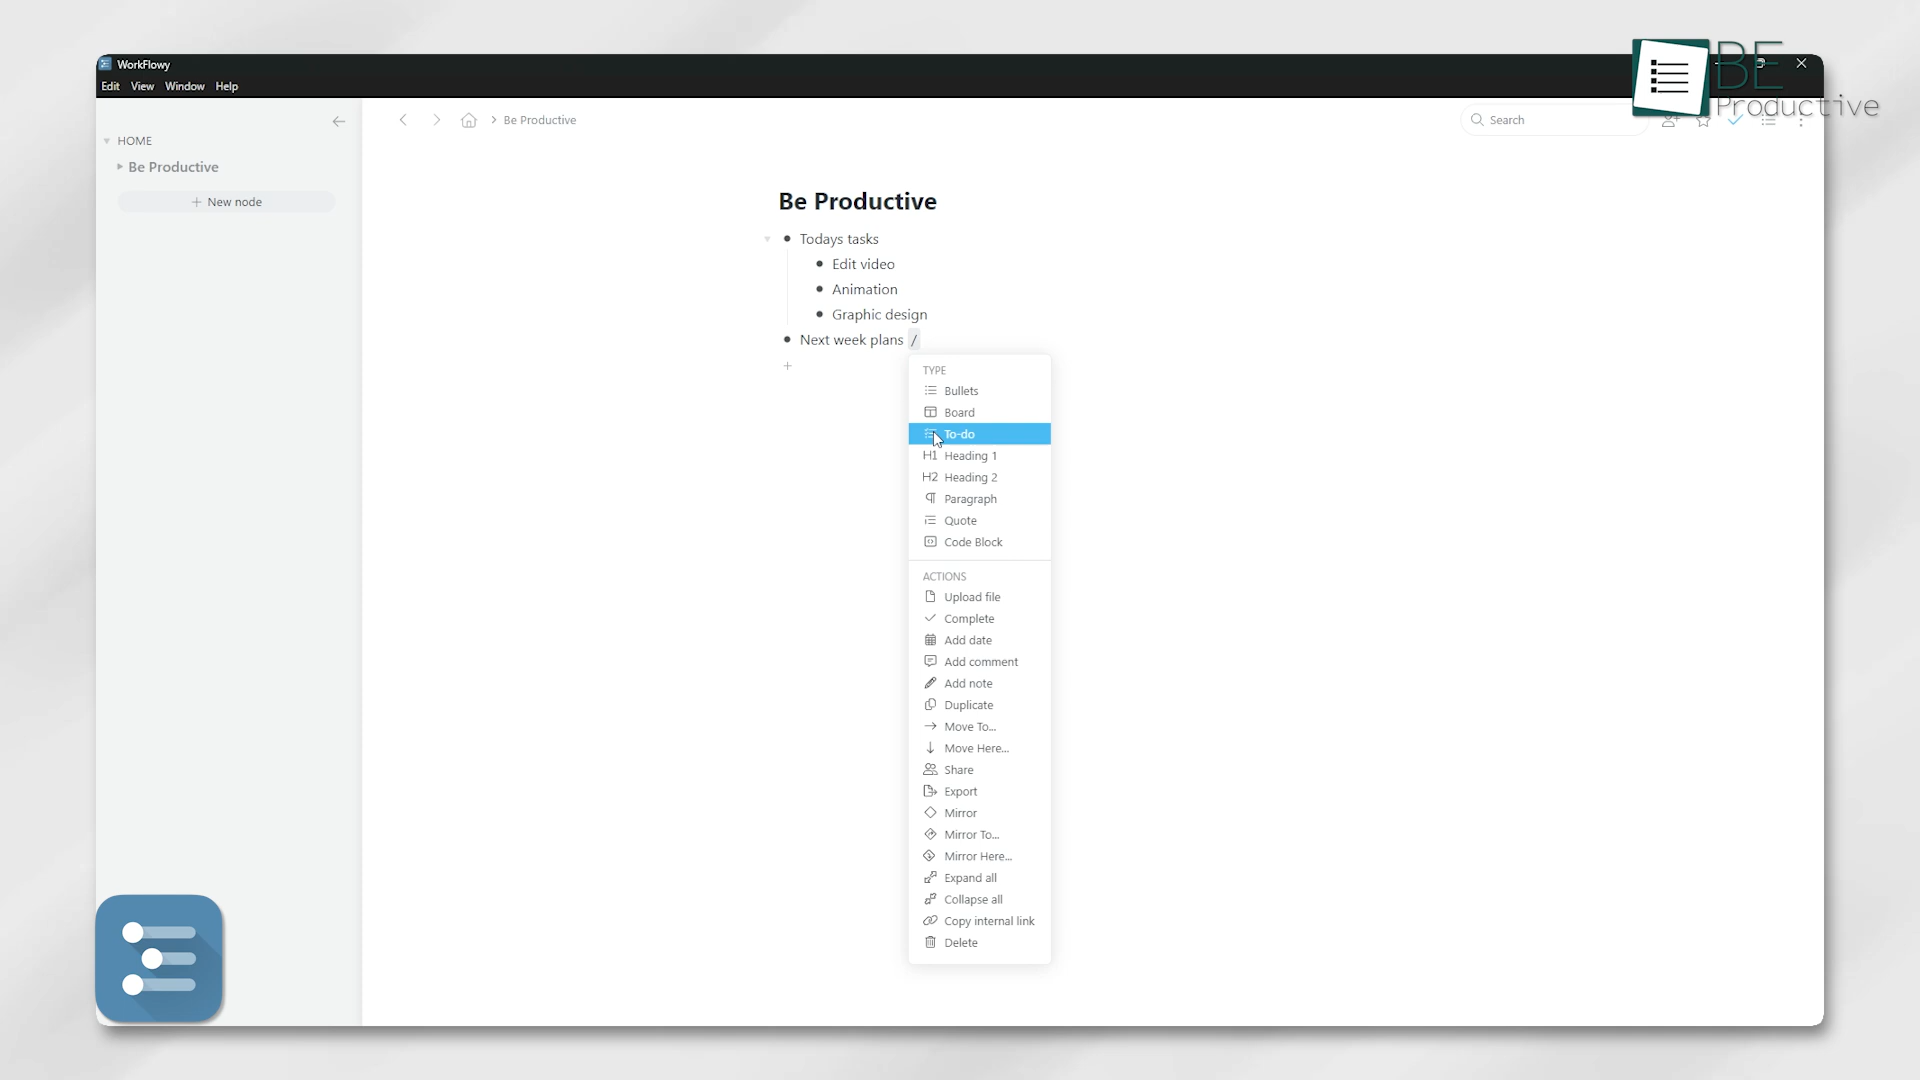 WorkFlowy
Edit View Window Help
BE
Productive
HOME
Be Productive
New node
Be Productive
Search
Be Productive
Todays tasks
Edit video
Animation
Graphic design
Next week plans /
TYPE
Bullets
Board
To-do
H1 Heading 1
H2 Heading 2
Paragraph
Quote
Code Block
ACTIONS
Upload file
Complete
Add date
Add comment
Add note
Duplicate
Move To...
Move Here...
Share
Export
Mirror
Mirror To...
Mirror Here...
Expand all
Collapse all
Copy internal link
Delete